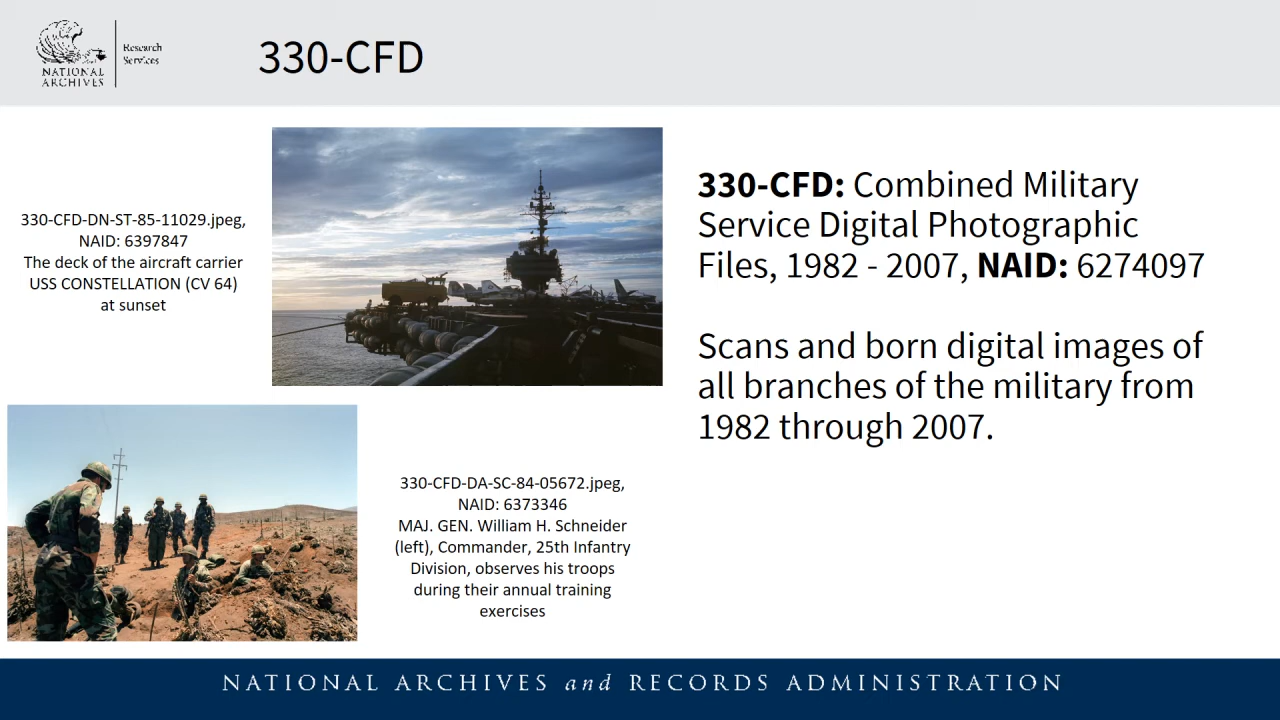 NATIONAL
ARCHIVES
Research
Services
330-CFD
330-CFD-DN-ST-85-11029.jpeg,
NAID: 6397847
The deck of the aircraft carrier
USS CONSTELLATION (CV 64)
at sunset
330-CFD: Combined Military
Service Digital Photographic
Files, 1982 - 2007, NAID: 6274097
Scans and born digital images of
all branches of the military from
1982 through 2007.
330-CFD-DA-SC-84-05672.jpeg,
NAID: 6373346
MAJ. GEN. William H. Schneider
(left), Commander, 25th Infantry
Division, observes his troops
during their annual training
exercises
NATIONAL ARCHIVES and RECORDS ADMINISTRATION